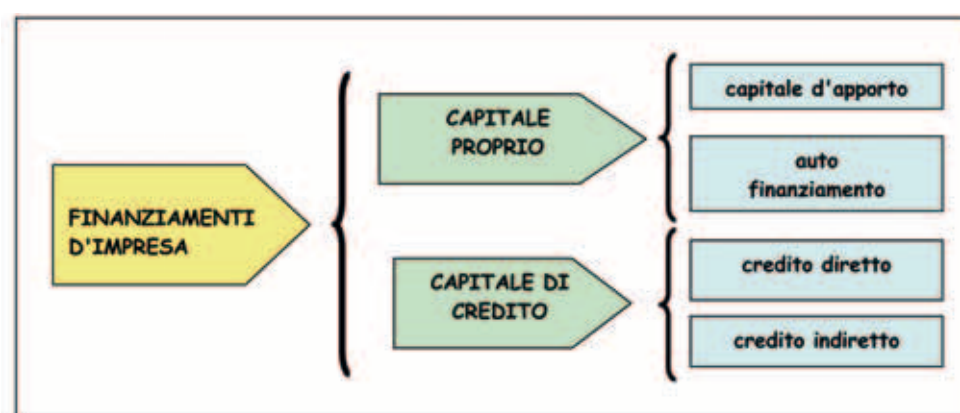 FINANZIAMENTI
D'IMPRESA
CAPITALE
PROPRIO
capitale d'apporto
auto
finanziamento
CAPITALE DI
CREDITO
credito diretto
credito indiretto